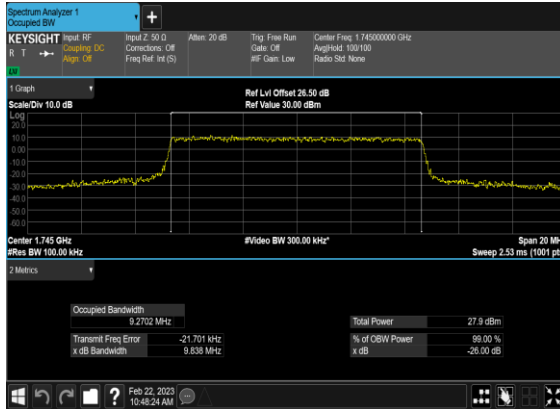 Spectrum Analyzer 1
Occupied BW
KEYSIGHT Input: RF Input Z: 50 Ω Atten: 20 dB Trig: Free Run Center Freq: 1.745000000 GHz
R T Coupling: DC Corrections: Off Gate: Off Avg|Hold: 100/100
Align: Off Freq Ref: Int (S) #IF Gain: Low Radio Std: None
LXI
1 Graph
Ref Lvl Offset 26.50 dB
Scale/Div 10.0 dB Ref Value 30.00 dBm
Log
20.0
10.0
0.00
-10.0
-20.0
-30.0
-40.0
-50.0
-60.0
Center 1.745 GHz #Video BW 300.00 kHz* Span 20 MH
#Res BW 100.00 kHz Sweep 2.53 ms (1001 pt
2 Metrics
Occupied Bandwidth
9.2702 MHz Total Power 27.9 dBm
Transmit Freq Error -21.701 kHz % of OBW Power 99.00 %
x dB Bandwidth 9.838 MHz x dB -26.00 dB
Feb 22, 2023
10:48:24 AM